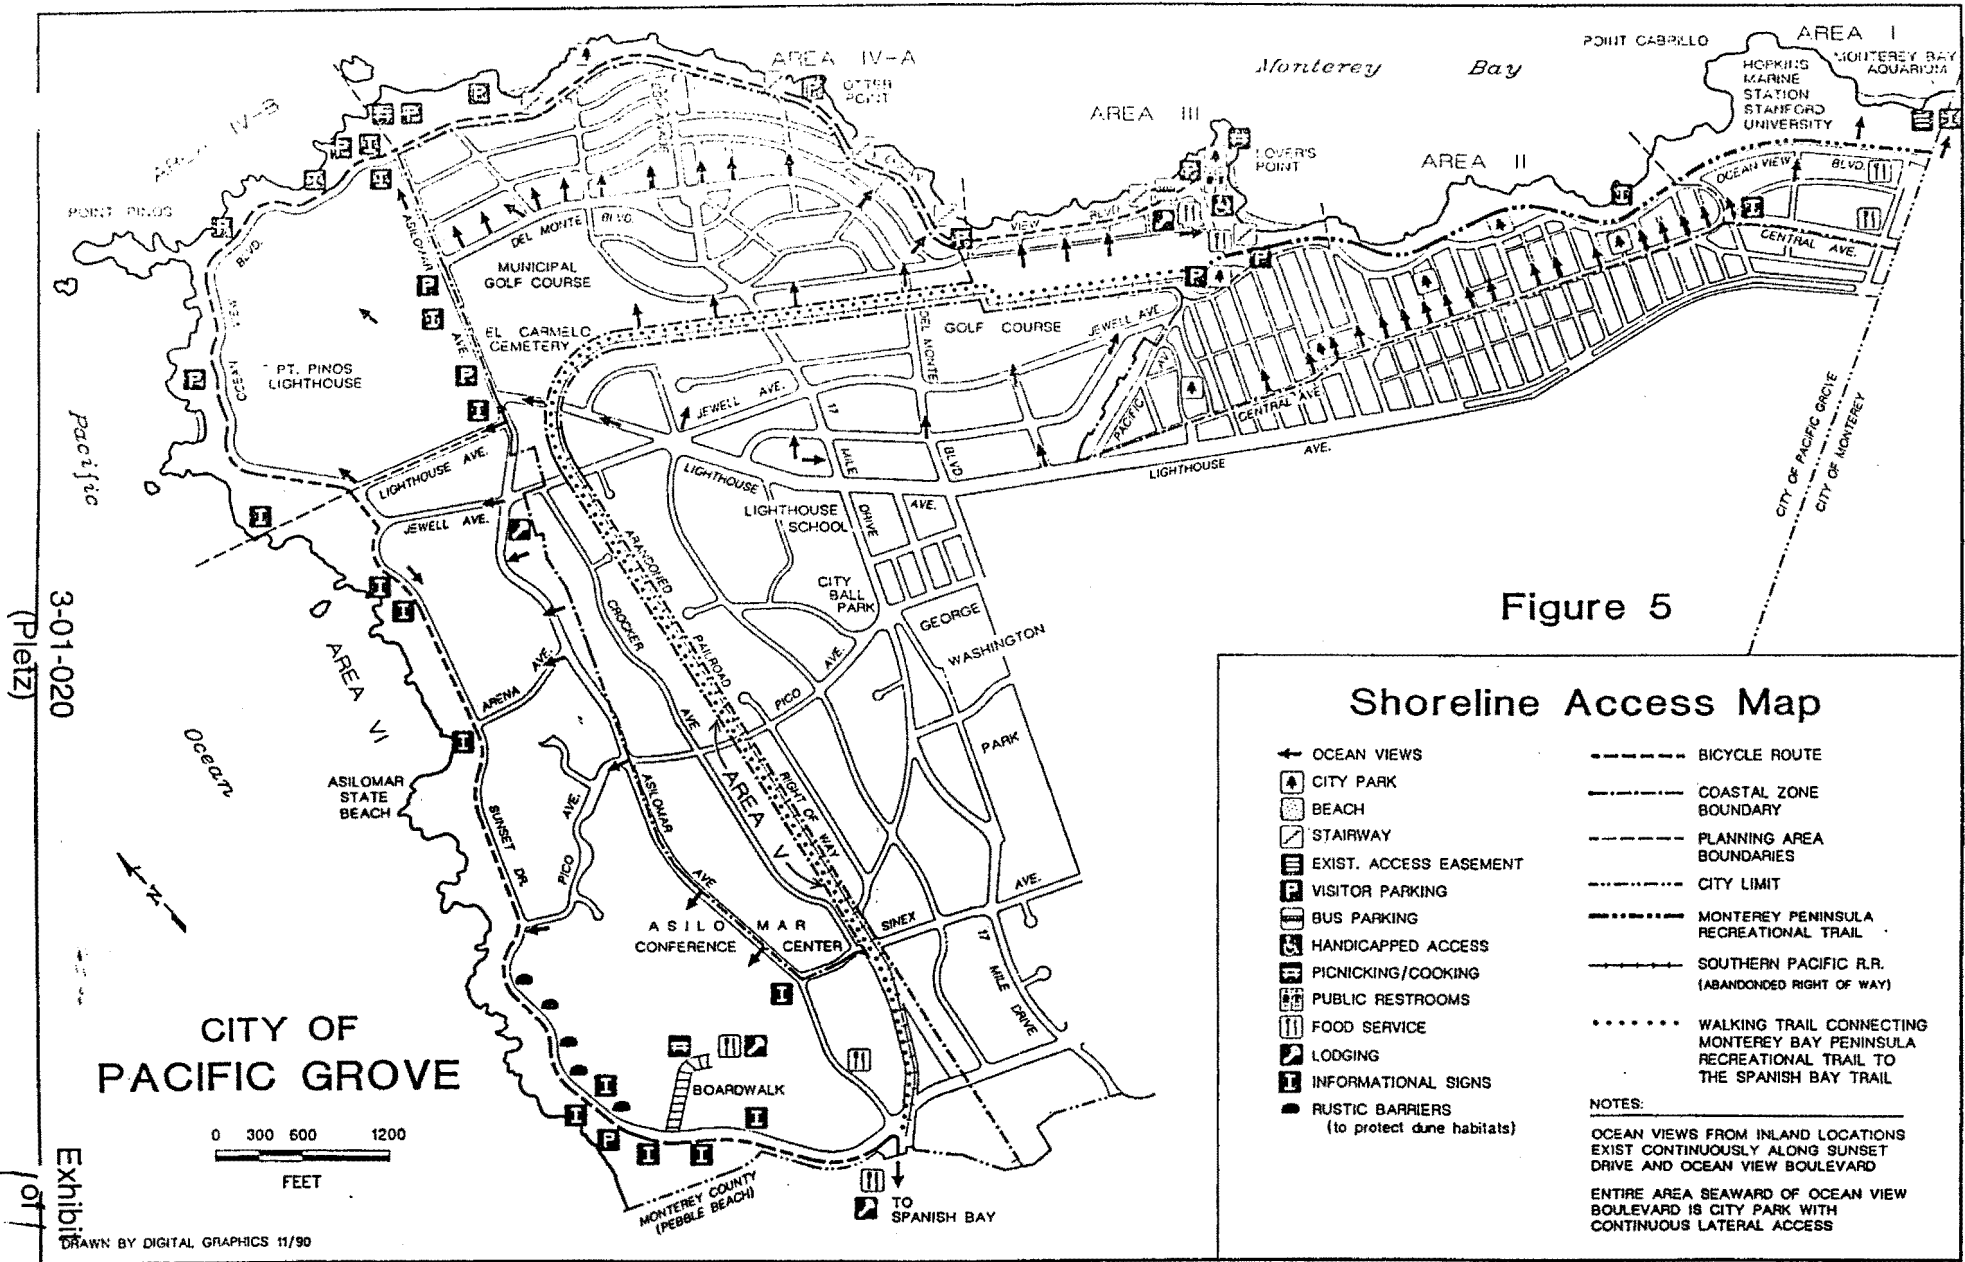 AREA I
POINT CABRILLO
MONTEREY BAY
AQUARIUM
HOPKINS
MARINE
STATION
STANFORD
UNIVERSITY
Monterey Bay
AREA IV-A
OTTER
POINT
AREA III
LOVER'S
POINT
AREA II
OCEAN VIEW BLVD.
CENTRAL AVE.
POINT PINOS
ASILOMAR AVE.
DEL MONTE BLVD.
VIEW BLVD.
MUNICIPAL
GOLF COURSE
EL CARMELO
CEMETERY
GOLF COURSE
JEWELL AVE.
DEL MONTE BLVD
PT. PINOS
LIGHTHOUSE
OCEAN VIEW BLVD.
JEWELL AVE.
17 MILE DRIVE
PACIFIC AV.
CENTRAL AVE.
LIGHTHOUSE AVE.
CITY OF PACIFIC GROVE
CITY OF MONTEREY
Pacific
Ocean
LIGHTHOUSE AVE.
JEWELL AVE.
LIGHTHOUSE AVE.
LIGHTHOUSE
SCHOOL
CITY
BALL
PARK
GEORGE
WASHINGTON
PARK
ABANDONED RAILROAD RIGHT OF WAY
CROCKER AVE
PICO AVE.
AREA V
AREA VI
ARENA AVE.
ASILOMAR
STATE
BEACH
SUNSET DR.
PICO AVE.
ASILOMAR AVE
SINEX AVE.
17 MILE DRIVE
ASILOMAR
CONFERENCE CENTER
BOARDWALK
MONTEREY COUNTY
(PEBBLE BEACH)
TO
SPANISH BAY
N
CITY OF
PACIFIC GROVE
0 300 600 1200
FEET
DRAWN BY DIGITAL GRAPHICS 11/90
3-01-020
(Pletz)
Exhibit
Figure 5
Shoreline Access Map
OCEAN VIEWS
CITY PARK
BEACH
STAIRWAY
EXIST. ACCESS EASEMENT
P VISITOR PARKING
BUS PARKING
HANDICAPPED ACCESS
PICNICKING/COOKING
PUBLIC RESTROOMS
FOOD SERVICE
LODGING
I INFORMATIONAL SIGNS
RUSTIC BARRIERS
(to protect dune habitats)
BICYCLE ROUTE
COASTAL ZONE
BOUNDARY
PLANNING AREA
BOUNDARIES
CITY LIMIT
MONTEREY PENINSULA
RECREATIONAL TRAIL
SOUTHERN PACIFIC R.R.
(ABANDONDED RIGHT OF WAY)
WALKING TRAIL CONNECTING
MONTEREY BAY PENINSULA
RECREATIONAL TRAIL TO
THE SPANISH BAY TRAIL
NOTES:
OCEAN VIEWS FROM INLAND LOCATIONS
EXIST CONTINUOUSLY ALONG SUNSET
DRIVE AND OCEAN VIEW BOULEVARD
ENTIRE AREA SEAWARD OF OCEAN VIEW
BOULEVARD IS CITY PARK WITH
CONTINUOUS LATERAL ACCESS